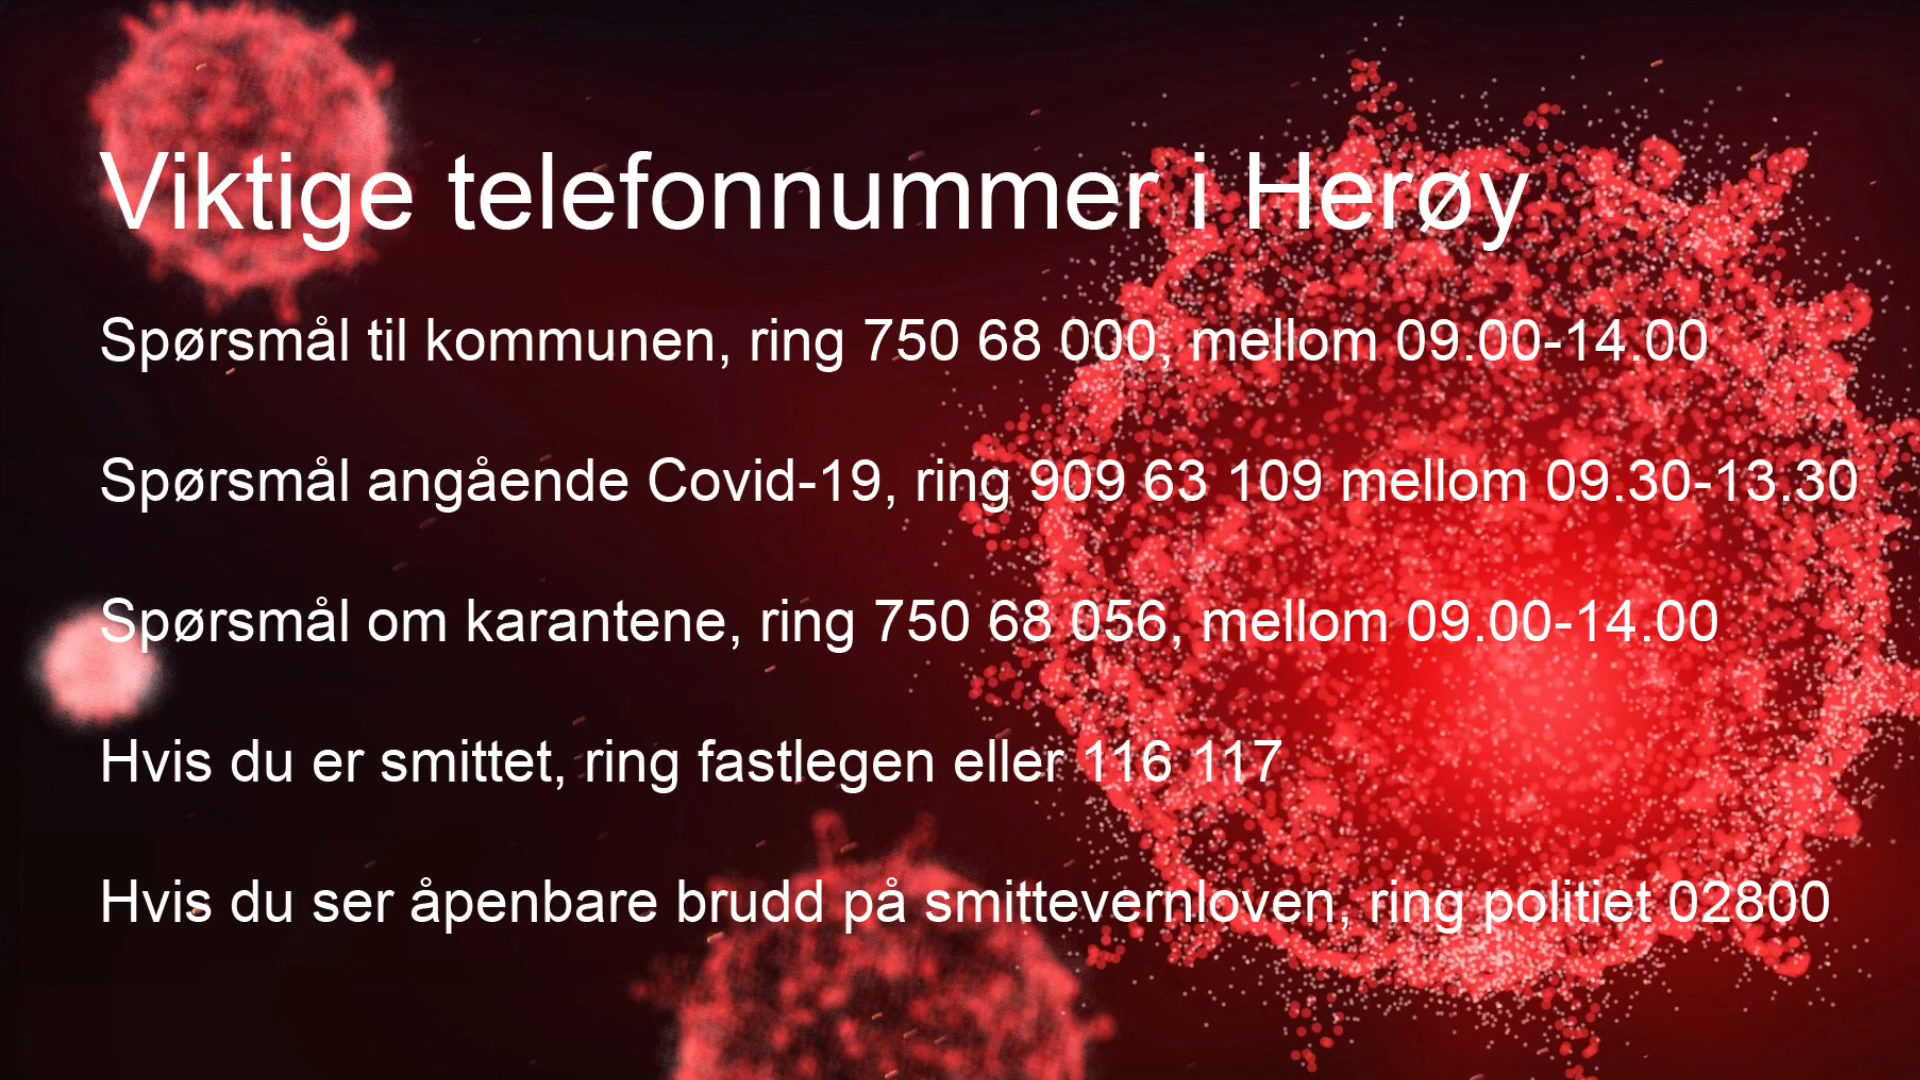 Viktige telefonnummer i Herøy
Spørsmål til kommunen, ring 750 68 000, mellom 09.00-14.00
Spørsmål angående Covid-19, ring 909 63 109 mellom 09.30-13.30
Spørsmål om karantene, ring 750 68 056, mellom 09.00-14.00
Hvis du er smittet, ring fastlegen eller 116 117
Hvis du ser åpenbare brudd på smittevernloven, ring politiet 02800